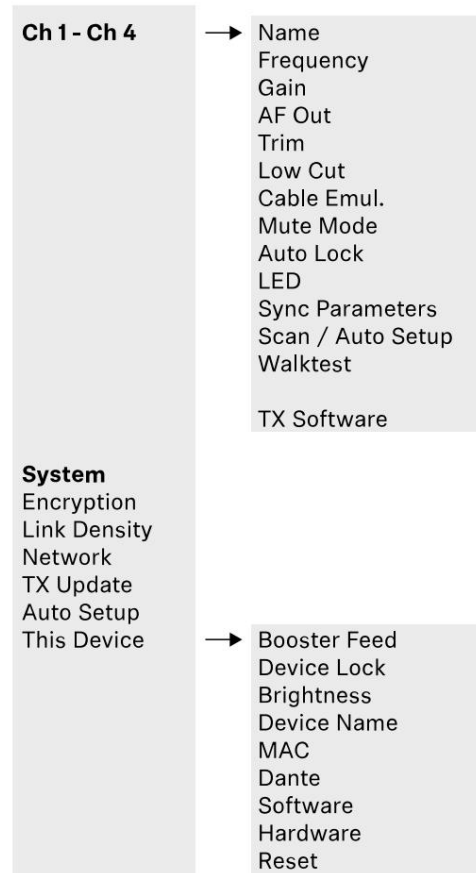 Ch 1 - Ch 4
Name
Frequency
Gain
AF Out
Trim
Low Cut
Cable Emul.
Mute Mode
Auto Lock
LED
Sync Parameters
Scan / Auto Setup
Walktest
TX Software
System
Encryption
Link Density
Network
TX Update
Auto Setup
This Device
Booster Feed
Device Lock
Brightness
Device Name
MAC
Dante
Software
Hardware
Reset